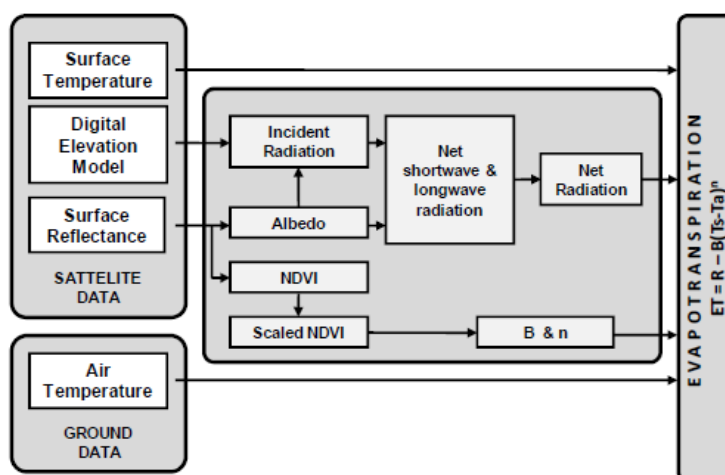 Surface
Temperature
Digital
Elevation
Model
Surface
Reflectance
SATTELITE
DATA
Incident
Radiation
Albedo
NDVI
Scaled NDVI
Net
shortwave &
longwave
radiation
Net
Radiation
B & n
Air
Temperature
GROUND
DATA
EVAPOTRANSPIRATION
ET = R – B(Ts-Ta)ⁿ